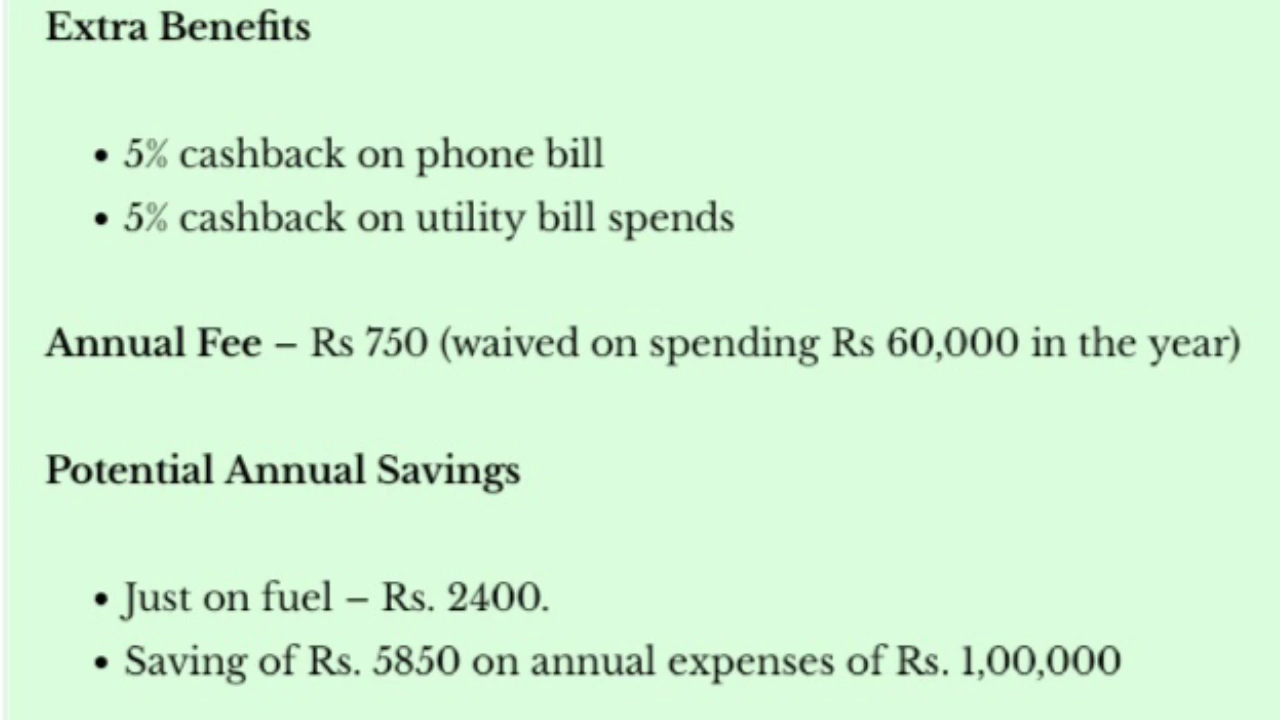 Extra Benefits
• 5% cashback on phone bill
• 5% cashback on utility bill spends
Annual Fee – Rs 750 (waived on spending Rs 60,000 in the year)
Potential Annual Savings
• Just on fuel – Rs. 2400.
• Saving of Rs. 5850 on annual expenses of Rs. 1,00,000